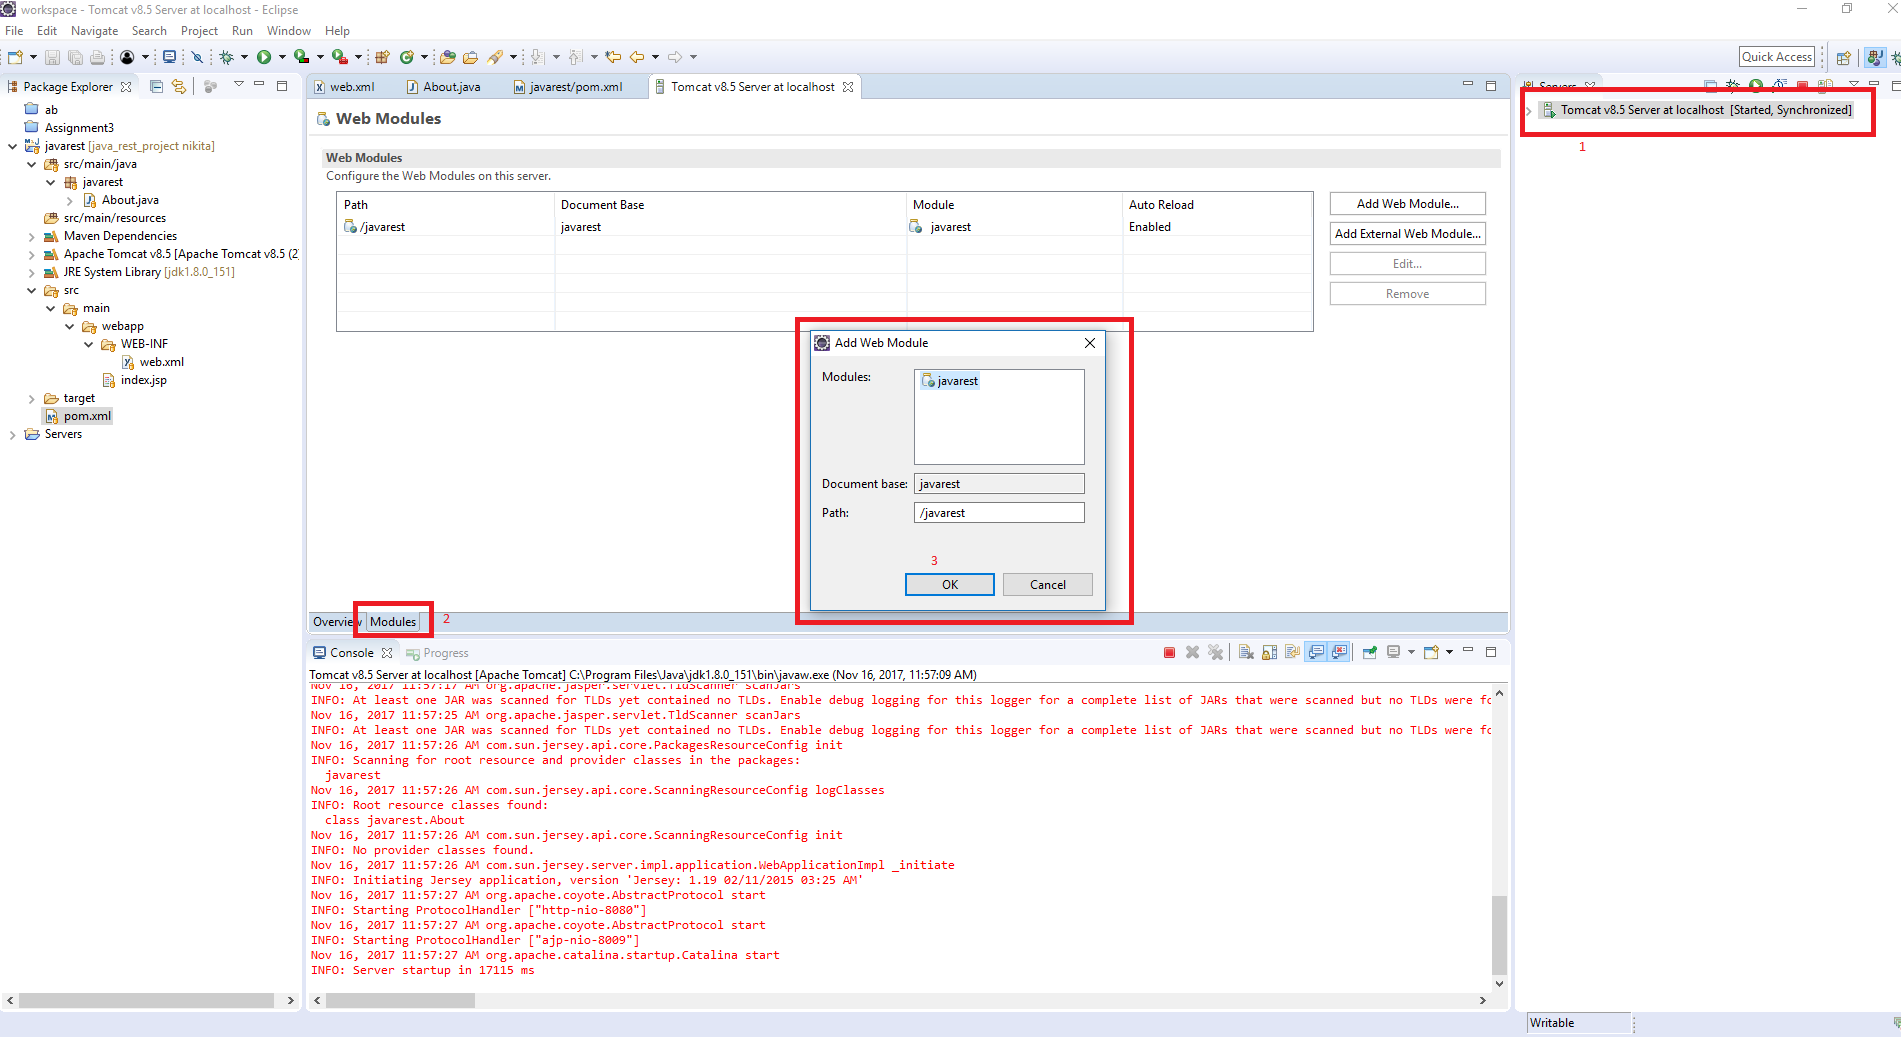 workspace - Tomcat v8.5 Server at localhost - Eclipse
File Edit Navigate Search Project Run Window Help
Quick Access
Package Explorer
ab
Assignment3
javarest [java_rest_project nikita]
src/main/java
javarest
About.java
src/main/resources
Maven Dependencies
Apache Tomcat v8.5 [Apache Tomcat v8.5 (2)
JRE System Library [jdk1.8.0_151]
src
main
webapp
WEB-INF
web.xml
index.jsp
target
pom.xml
Servers
web.xml About.java javarest/pom.xml Tomcat v8.5 Server at localhost
Web Modules
Web Modules
Configure the Web Modules on this server.
Path Document Base Module Auto Reload
/javarest javarest javarest Enabled
Add Web Module...
Add External Web Module...
Edit...
Remove
Add Web Module
Modules: javarest
Document base: javarest
Path: /javarest
3
OK Cancel
Overview Modules 2
Servers
Tomcat v8.5 Server at localhost [Started, Synchronized]
1
Console Progress
Tomcat v8.5 Server at localhost [Apache Tomcat] C:\Program Files\Java\jdk1.8.0_151\bin\javaw.exe (Nov 16, 2017, 11:57:09 AM)
Nov 16, 2017 11:57:17 AM org.apache.jasper.servlet.TldScanner scanJars
INFO: At least one JAR was scanned for TLDs yet contained no TLDs. Enable debug logging for this logger for a complete list of JARs that were scanned but no TLDs were fo
Nov 16, 2017 11:57:25 AM org.apache.jasper.servlet.TldScanner scanJars
INFO: At least one JAR was scanned for TLDs yet contained no TLDs. Enable debug logging for this logger for a complete list of JARs that were scanned but no TLDs were fo
Nov 16, 2017 11:57:26 AM com.sun.jersey.api.core.PackagesResourceConfig init
INFO: Scanning for root resource and provider classes in the packages:
javarest
Nov 16, 2017 11:57:26 AM com.sun.jersey.api.core.ScanningResourceConfig logClasses
INFO: Root resource classes found:
class javarest.About
Nov 16, 2017 11:57:26 AM com.sun.jersey.api.core.ScanningResourceConfig init
INFO: No provider classes found.
Nov 16, 2017 11:57:26 AM com.sun.jersey.server.impl.application.WebApplicationImpl _initiate
INFO: Initiating Jersey application, version 'Jersey: 1.19 02/11/2015 03:25 AM'
Nov 16, 2017 11:57:27 AM org.apache.coyote.AbstractProtocol start
INFO: Starting ProtocolHandler ["http-nio-8080"]
Nov 16, 2017 11:57:27 AM org.apache.coyote.AbstractProtocol start
INFO: Starting ProtocolHandler ["ajp-nio-8009"]
Nov 16, 2017 11:57:27 AM org.apache.catalina.startup.Catalina start
INFO: Server startup in 17115 ms
Writable